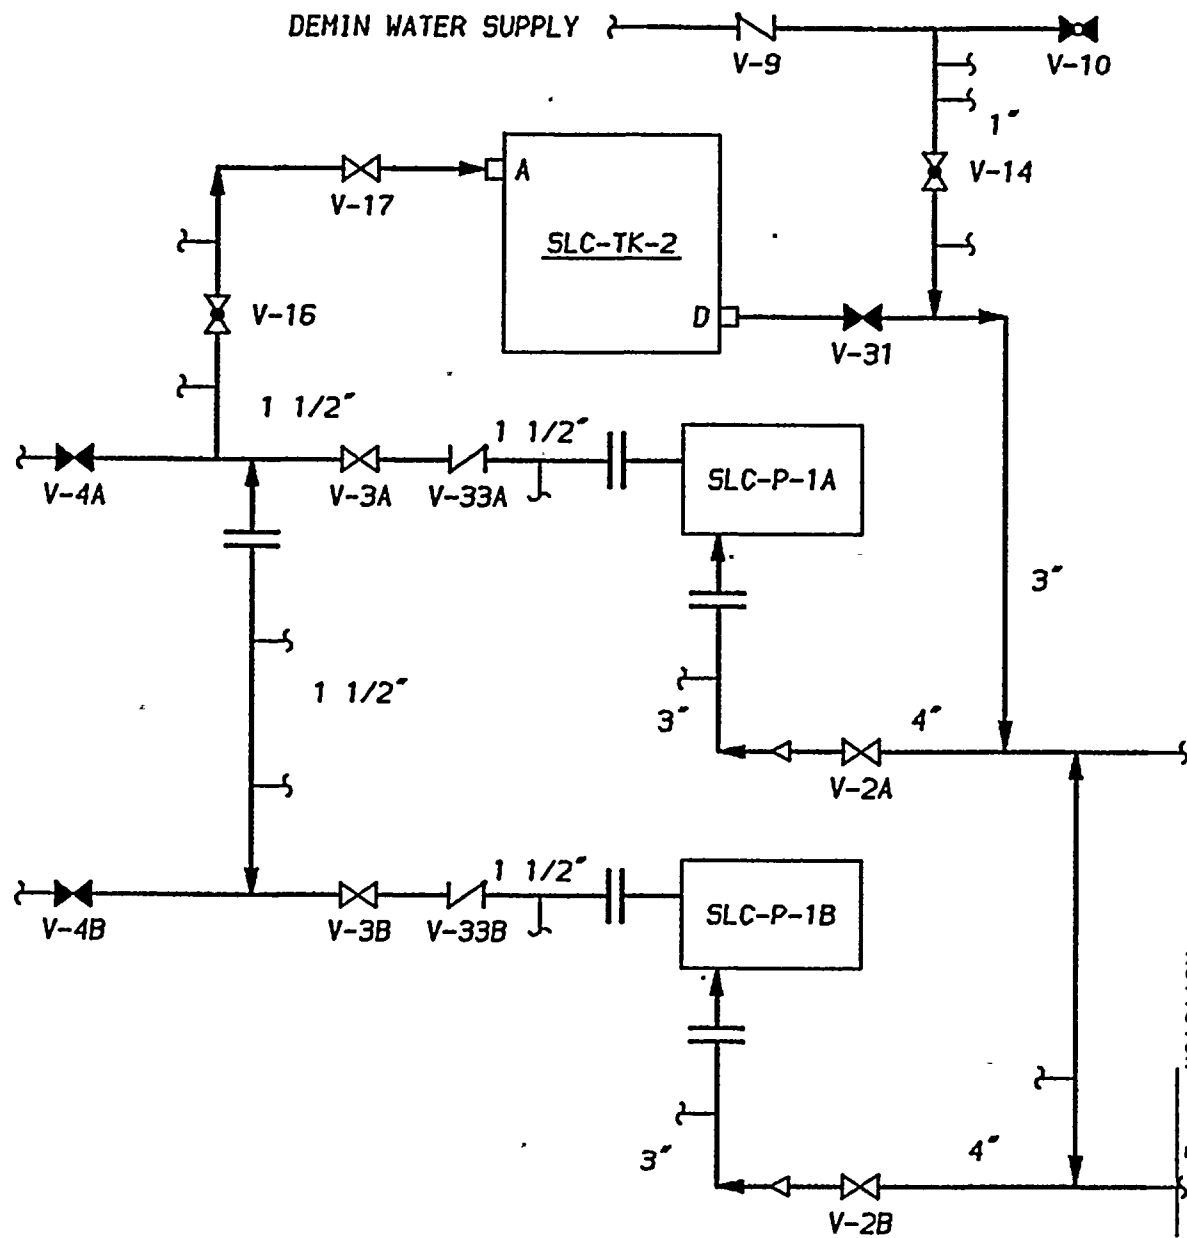 DEMIN WATER SUPPLY
V-9
V-10
1"
A
V-14
V-17
SLC-TK-2
V-16
D
V-31
1 1/2"
1 1/2"
V-4A
V-3A
V-33A
SLC-P-1A
3"
1 1/2"
3"
4"
V-2A
1 1/2"
V-4B
V-3B
V-33B
SLC-P-1B
3"
4"
V-2B